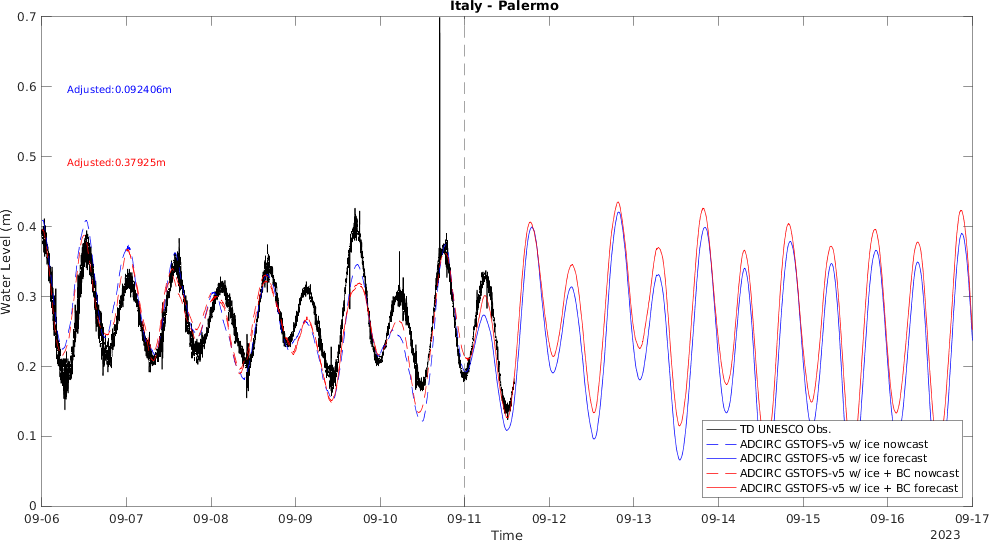 Italy - Palermo
0.7
0.6
0.5
0.4
0.3
0.2
0.1
0
Water Level (m)
Adjusted:0.092406m
Adjusted:0.37925m
TD UNESCO Obs.
ADCIRC GSTOFS-v5 w/ ice nowcast
ADCIRC GSTOFS-v5 w/ ice forecast
ADCIRC GSTOFS-v5 w/ ice + BC nowcast
ADCIRC GSTOFS-v5 w/ ice + BC forecast
09-06 09-07 09-08 09-09 09-10 09-11 09-12 09-13 09-14 09-15 09-16 09-17
Time
2023